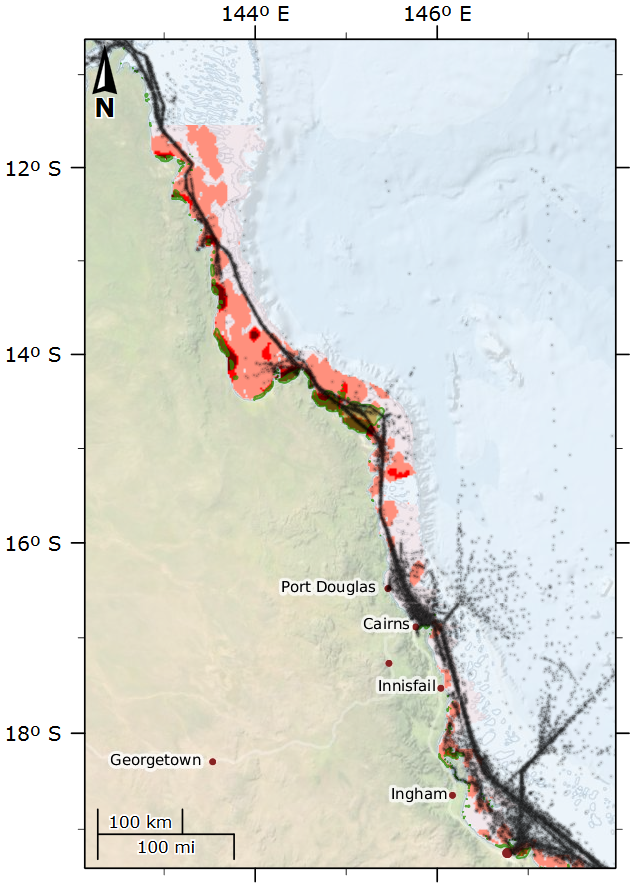 144º E 146º E
N
12º S
14º S
16º S
Port Douglas
Cairns
Innisfail
18º S
Georgetown
Ingham
100 km
100 mi